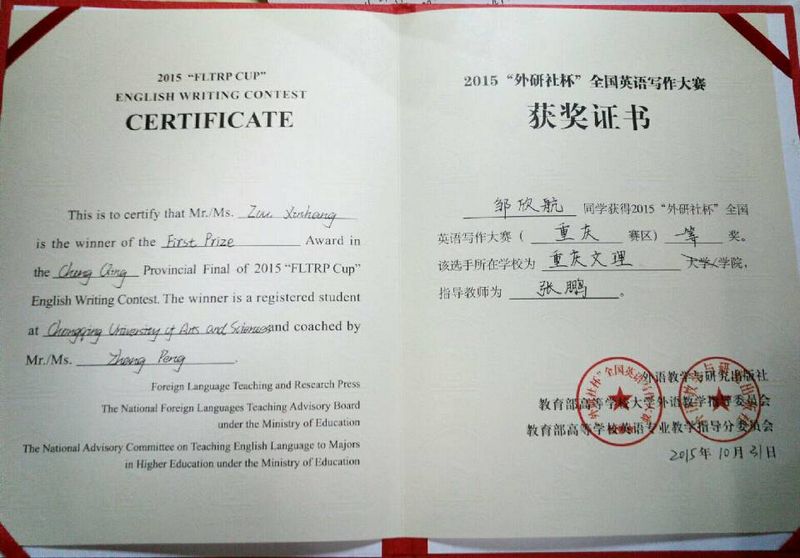 2015 “FLTRP CUP”
ENGLISH WRITING CONTEST
CERTIFICATE
This is to certify that Mr./Ms. Zou Xinhang
is the winner of the First Prize Award in
the Chong Qing Provincial Final of 2015 “FLTRP Cup”
English Writing Contest. The winner is a registered student
at Chongqing University of Arts and Sciences and coached by
Mr./Ms. Zhang Peng .
Foreign Language Teaching and Research Press
The National Foreign Languages Teaching Advisory Board
under the Ministry of Education
The National Advisory Committee on Teaching English Language to Majors
in Higher Education under the Ministry of Education
2015 “外研社杯” 全国英语写作大赛
获奖证书
邹欣航 同学获得2015 “外研社杯” 全国
英语写作大赛（ 重庆 赛区） 一等 奖。
该选手所在学校为 重庆文理 大学/学院，
指导教师为 张鹏 。
外语教学与研究出版社
教育部高等学校大学外语教学指导委员会
教育部高等学校英语专业教学指导分委员会
2015年10月31日